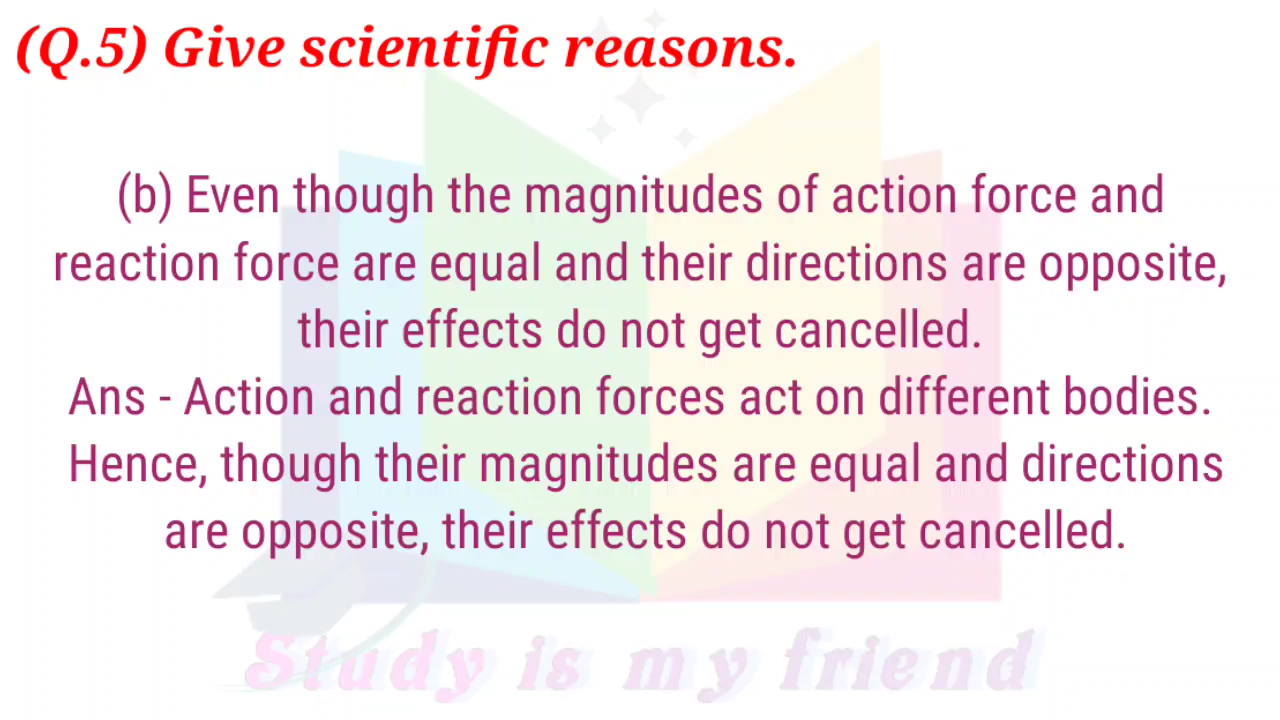 (Q.5) Give scientific reasons.
(b) Even though the magnitudes of action force and
reaction force are equal and their directions are opposite,
their effects do not get cancelled.
Ans - Action and reaction forces act on different bodies.
Hence, though their magnitudes are equal and directions
are opposite, their effects do not get cancelled.
Study is my friend